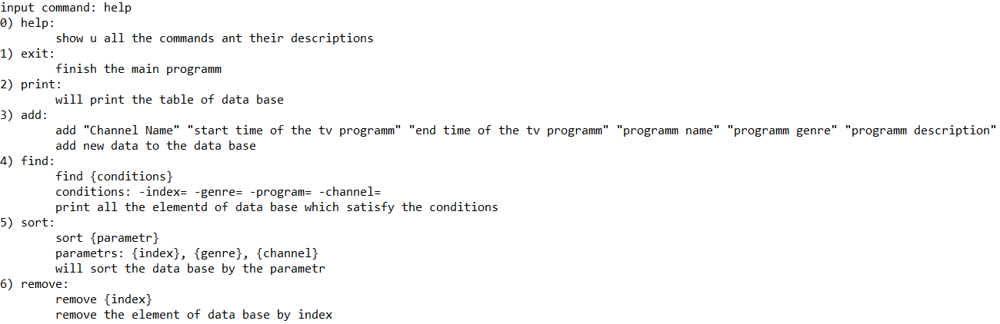 input command: help
0) help:
show u all the commands ant their descriptions
1) exit:
finish the main programm
2) print:
will print the table of data base
3) add:
add "Channel Name" "start time of the tv programm" "end time of the tv programm" "programm name" "programm genre" "programm description"
add new data to the data base
4) find:
find {conditions}
conditions: -index= -genre= -program= -channel=
print all the elementd of data base which satisfy the conditions
5) sort:
sort {parametr}
parametrs: {index}, {genre}, {channel}
will sort the data base by the parametr
6) remove:
remove {index}
remove the element of data base by index